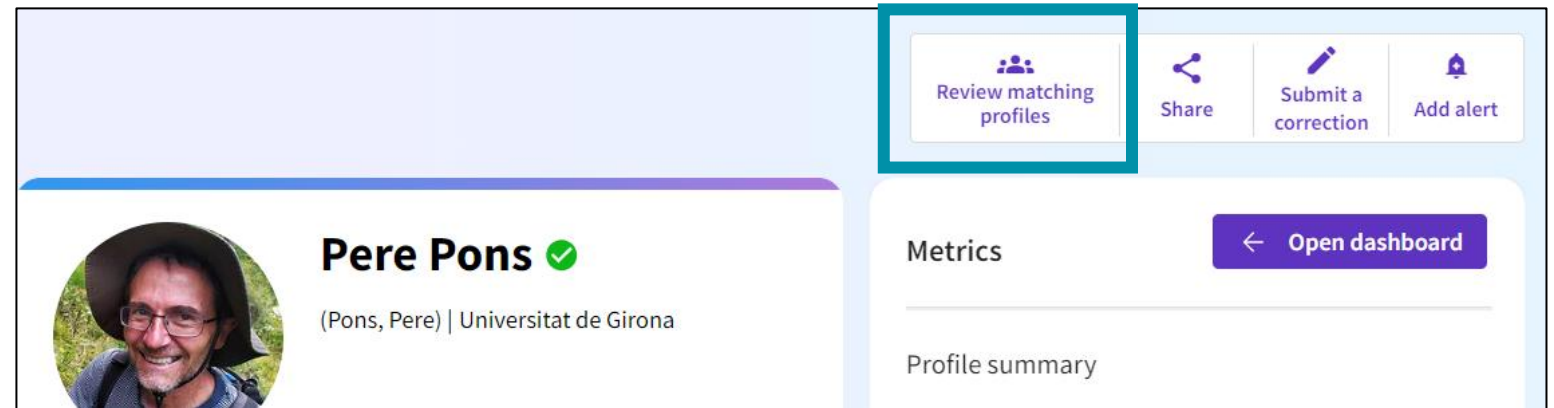 Review matching
profiles
Share
Submit a
correction
Add alert
Pere Pons
(Pons, Pere) | Universitat de Girona
Metrics
Open dashboard
Profile summary